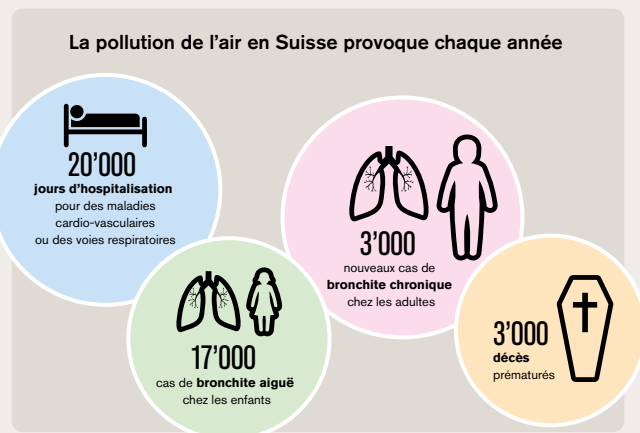 La pollution de l’air en Suisse provoque chaque année
20’000
jours d’hospitalisation
pour des maladies
cardio-vasculaires
ou des voies respiratoires
17’000
cas de bronchite aiguë
chez les enfants
3’000
nouveaux cas de
bronchite chronique
chez les adultes
3’000
décès
prématurés